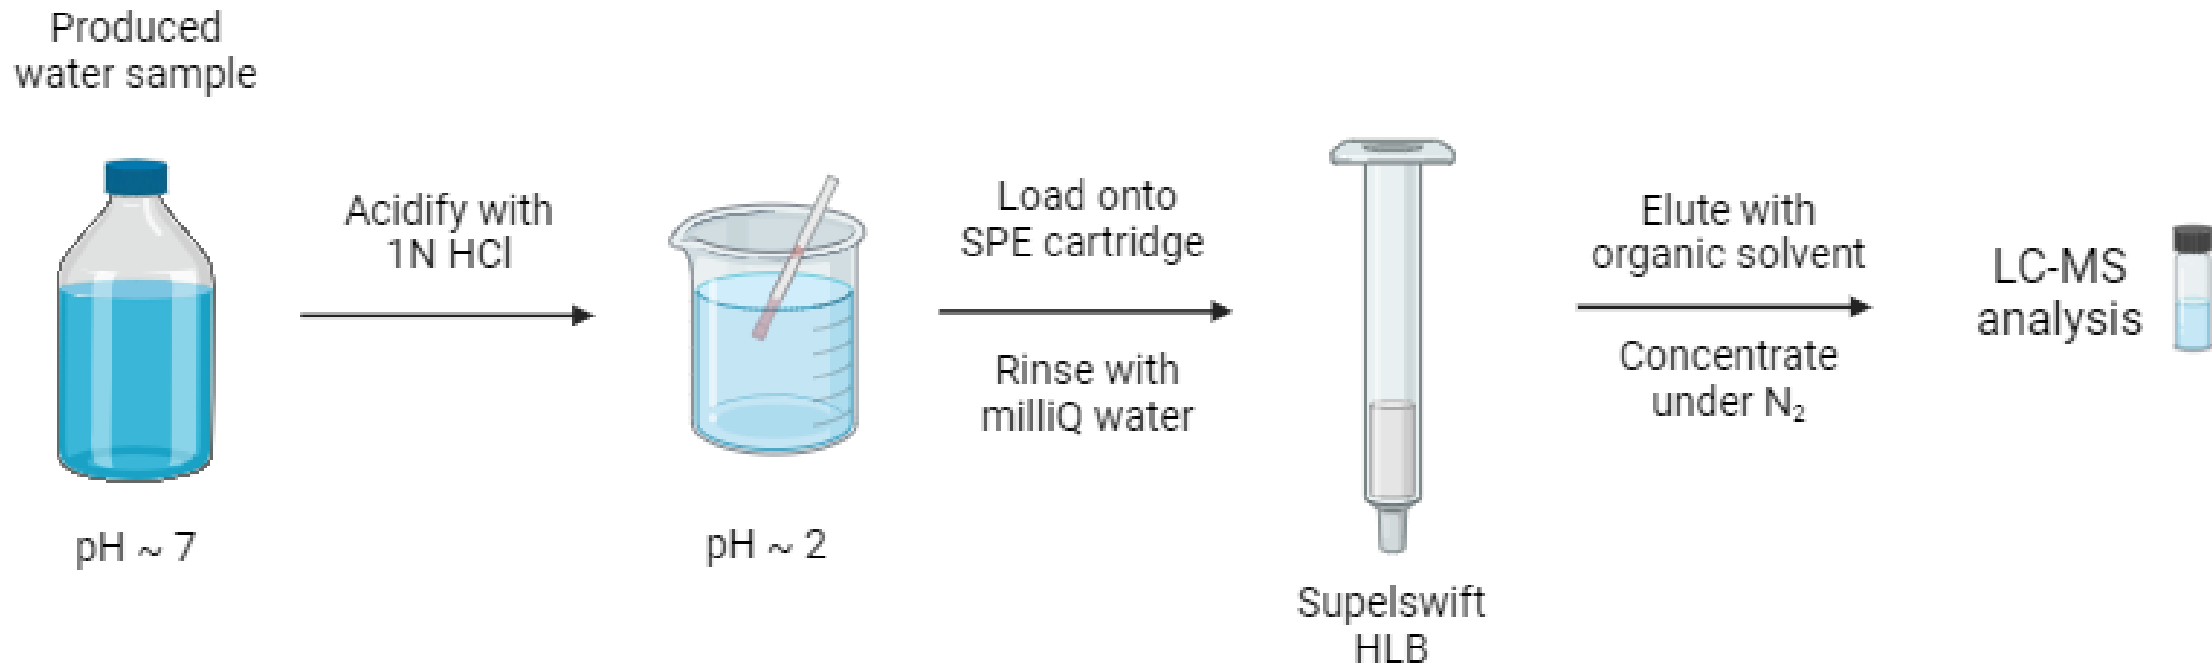 Produced
water sample
pH ~ 7
Acidify with
1N HCl
pH ~ 2
Load onto
SPE cartridge
Rinse with
milliQ water
Supelswift
HLB
Elute with
organic solvent
Concentrate
under N₂
LC-MS
analysis